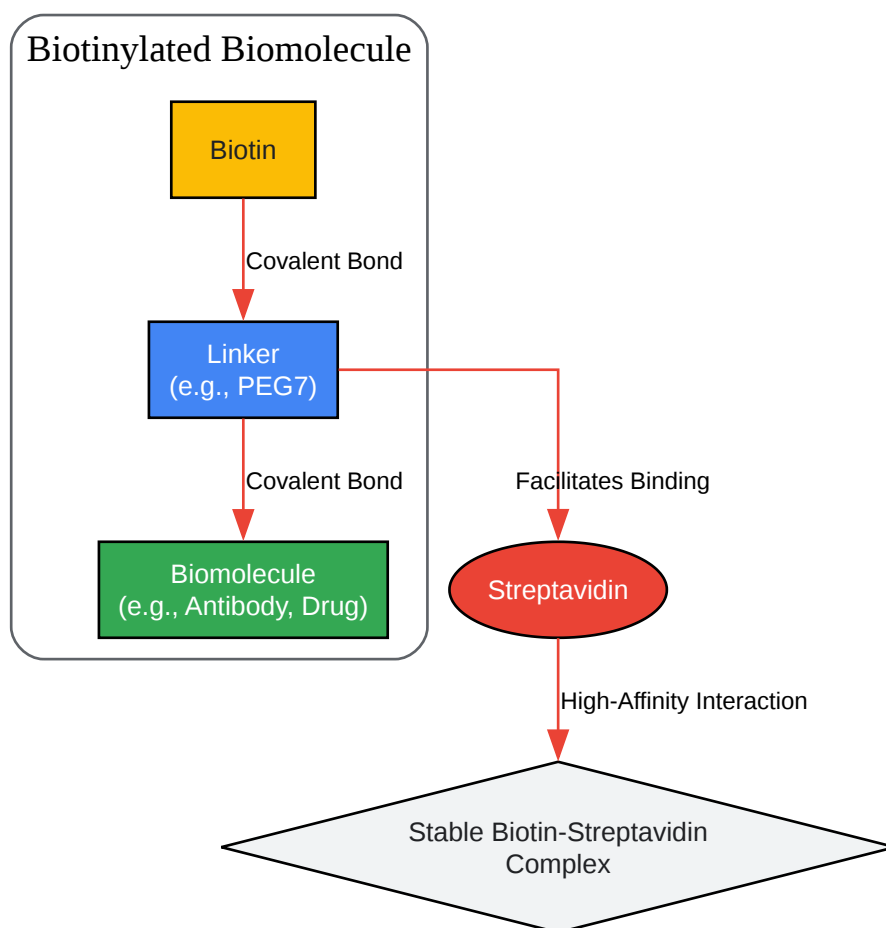 Biotinylated Biomolecule
Biotin
Covalent Bond
Linker
(e.g., PEG7)
Covalent Bond
Facilitates Binding
Biomolecule
(e.g., Antibody, Drug)
Streptavidin
High-Affinity Interaction
Stable Biotin-Streptavidin
Complex